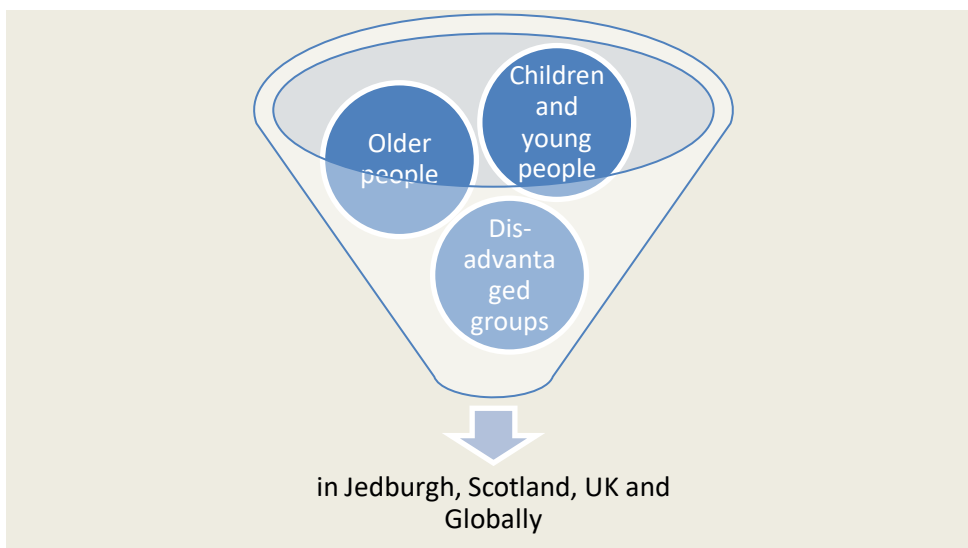 Children
and
young
people
Older
people
Dis-
advanta
ged
groups
in Jedburgh, Scotland, UK and
Globally